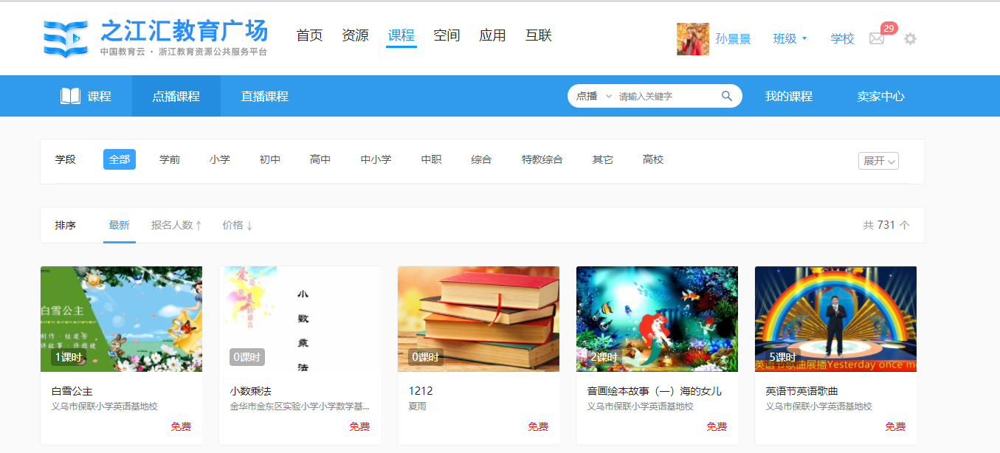 之江汇教育广场
中国教育云 · 浙江教育资源公共服务平台
首页 资源 课程 空间 应用 互联
孙景景 班级 学校 29
课程 点播课程 直播课程 点播 请输入关键字 我的课程 卖家中心
学段 全部 学前 小学 初中 高中 中小学 中职 综合 特教综合 其它 高校 展开
排序 最新 报名人数↑ 价格↓ 共 731 个
白雪公主
1课时
白雪公主
义乌市保联小学英语基地校
免费
爱是
最美
的语言
小数乘法
0课时
小数乘法
金华市金东区实验小学小学数学基...
免费
0课时
1212
夏雨
免费
2课时
音画绘本故事（一）海的女儿
义乌市保联小学英语基地校
免费
5课时
英语节歌曲展播Yesterday once m
英语节英语歌曲
义乌市保联小学英语基地校
免费